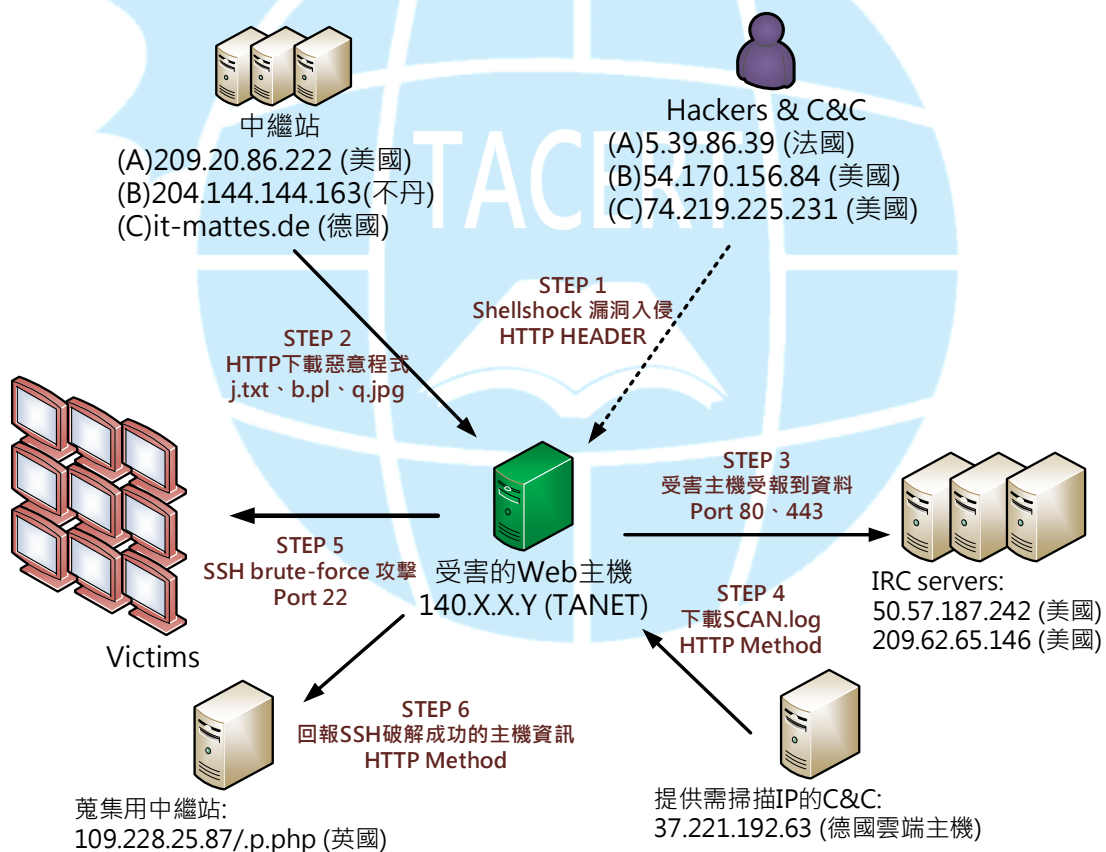 中繼站
(A)209.20.86.222 (美國)
(B)204.144.144.163(不丹)
(C)it-mattes.de (德國)
Hackers & C&C
(A)5.39.86.39 (法國)
(B)54.170.156.84 (美國)
(C)74.219.225.231 (美國)
TACERT
STEP 1
Shellshock 漏洞入侵
HTTP HEADER
STEP 2
HTTP下載惡意程式
j.txt、b.pl、q.jpg
STEP 3
受害主機受報到資料
Port 80、443
STEP 5
SSH brute-force 攻擊
Port 22
受害的Web主機
140.X.X.Y (TANET)
STEP 4
下載SCAN.log
HTTP Method
IRC servers:
50.57.187.242 (美國)
209.62.65.146 (美國)
Victims
STEP 6
回報SSH破解成功的主機資訊
HTTP Method
蒐集用中繼站:
109.228.25.87/.p.php (英國)
提供需掃描IP的C&C:
37.221.192.63 (德國雲端主機)